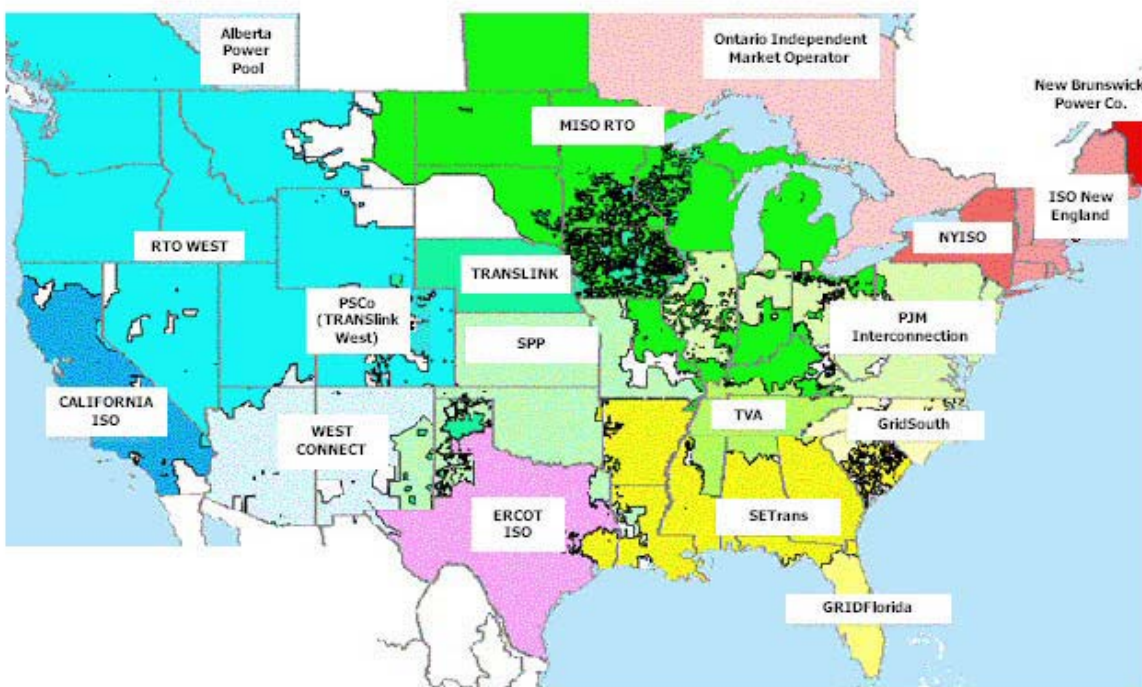 Alberta
Power
Pool
Ontario Independent
Market Operator
New Brunswick
Power Co.
MISO RTO
ISO New
England
NYISO
RTO WEST
TRANSLINK
PSCo
(TRANSlink
West)
SPP
PJM
Interconnection
CALIFORNIA
ISO
WEST
CONNECT
TVA
GridSouth
ERCOT
ISO
SETrans
GRIDFlorida